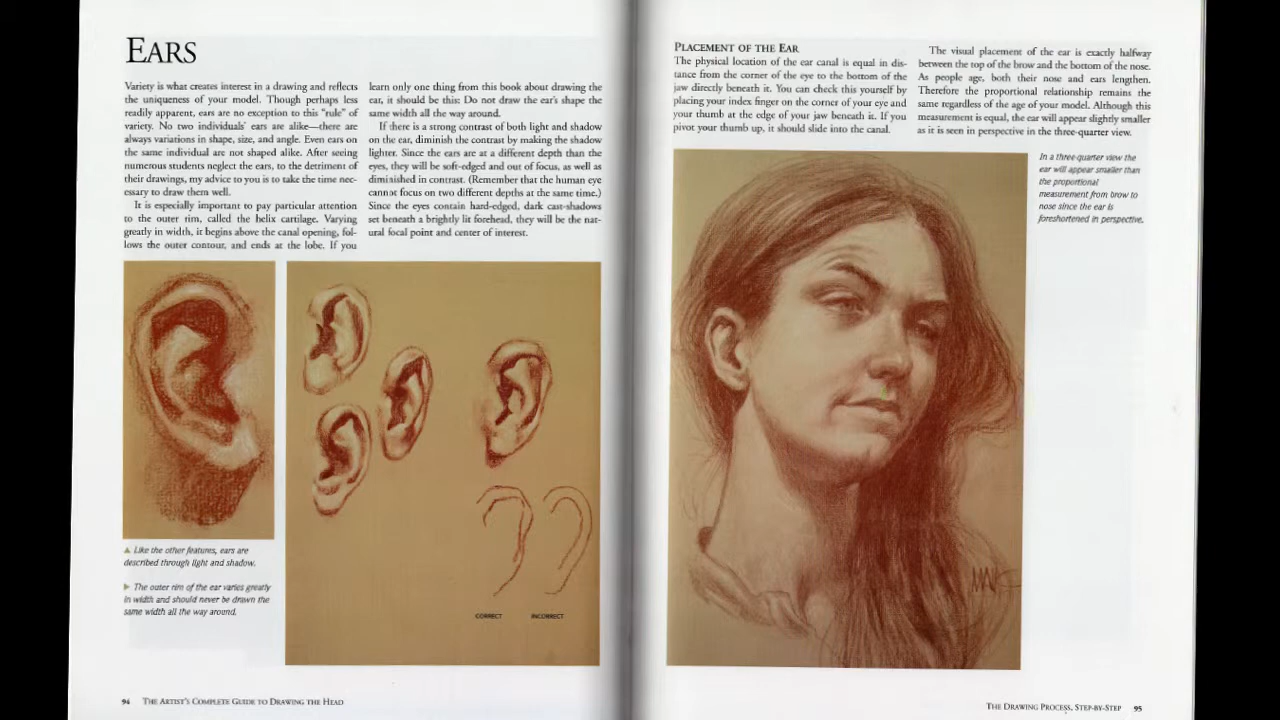 EARS
Variety is what creates interest in a drawing and reflects
the uniqueness of your model. Though perhaps less
readily apparent, ears are no exception to this "rule" of
variety. No two individuals' ears are alike—there are
always variations in shape, size, and angle. Even ears on
the same individual are not shaped alike. After seeing
numerous students neglect the ears, to the detriment of
their drawings, my advice to you is to take the time nec-
essary to draw them well.
It is especially important to pay particular attention
to the outer rim, called the helix cartilage. Varying
greatly in width, it begins above the canal opening, fol-
lows the outer contour, and ends at the lobe. If you
learn only one thing from this book about drawing the
ear, it should be this: Do not draw the ear's shape the
same width all the way around.
If there is a strong contrast of both light and shadow
on the ear, diminish the contrast by making the shadow
lighter. Since the ears are at a different depth than the
eyes, they will be soft-edged and out of focus, as well as
diminished in contrast. (Remember that the human eye
cannot focus on two different depths at the same time.)
Since the eyes contain hard-edged, dark cast-shadows
set beneath a brightly lit forehead, they will be the nat-
ural focal point and center of interest.
▲ Like the other features, ears are
described through light and shadow.
► The outer rim of the ear varies greatly
in width and should never be drawn the
same width all the way around.
CORRECT
INCORRECT
94 THE ARTIST'S COMPLETE GUIDE TO DRAWING THE HEAD
PLACEMENT OF THE EAR
The physical location of the ear canal is equal in dis-
tance from the corner of the eye to the bottom of the
jaw directly beneath it. You can check this yourself by
placing your index finger on the corner of your eye and
your thumb at the edge of your jaw beneath it. If you
pivot your thumb up, it should slide into the canal.
The visual placement of the ear is exactly halfway
between the top of the brow and the bottom of the nose.
As people age, both their nose and ears lengthen.
Therefore the proportional relationship remains the
same regardless of the age of your model. Although this
measurement is equal, the ear will appear slightly smaller
as it is seen in perspective in the three-quarter view.
In a three-quarter view the
ear will appear smaller than
the proportional
measurement from brow to
nose since the ear is
foreshortened in perspective.
THE DRAWING PROCESS, STEP-BY-STEP 95